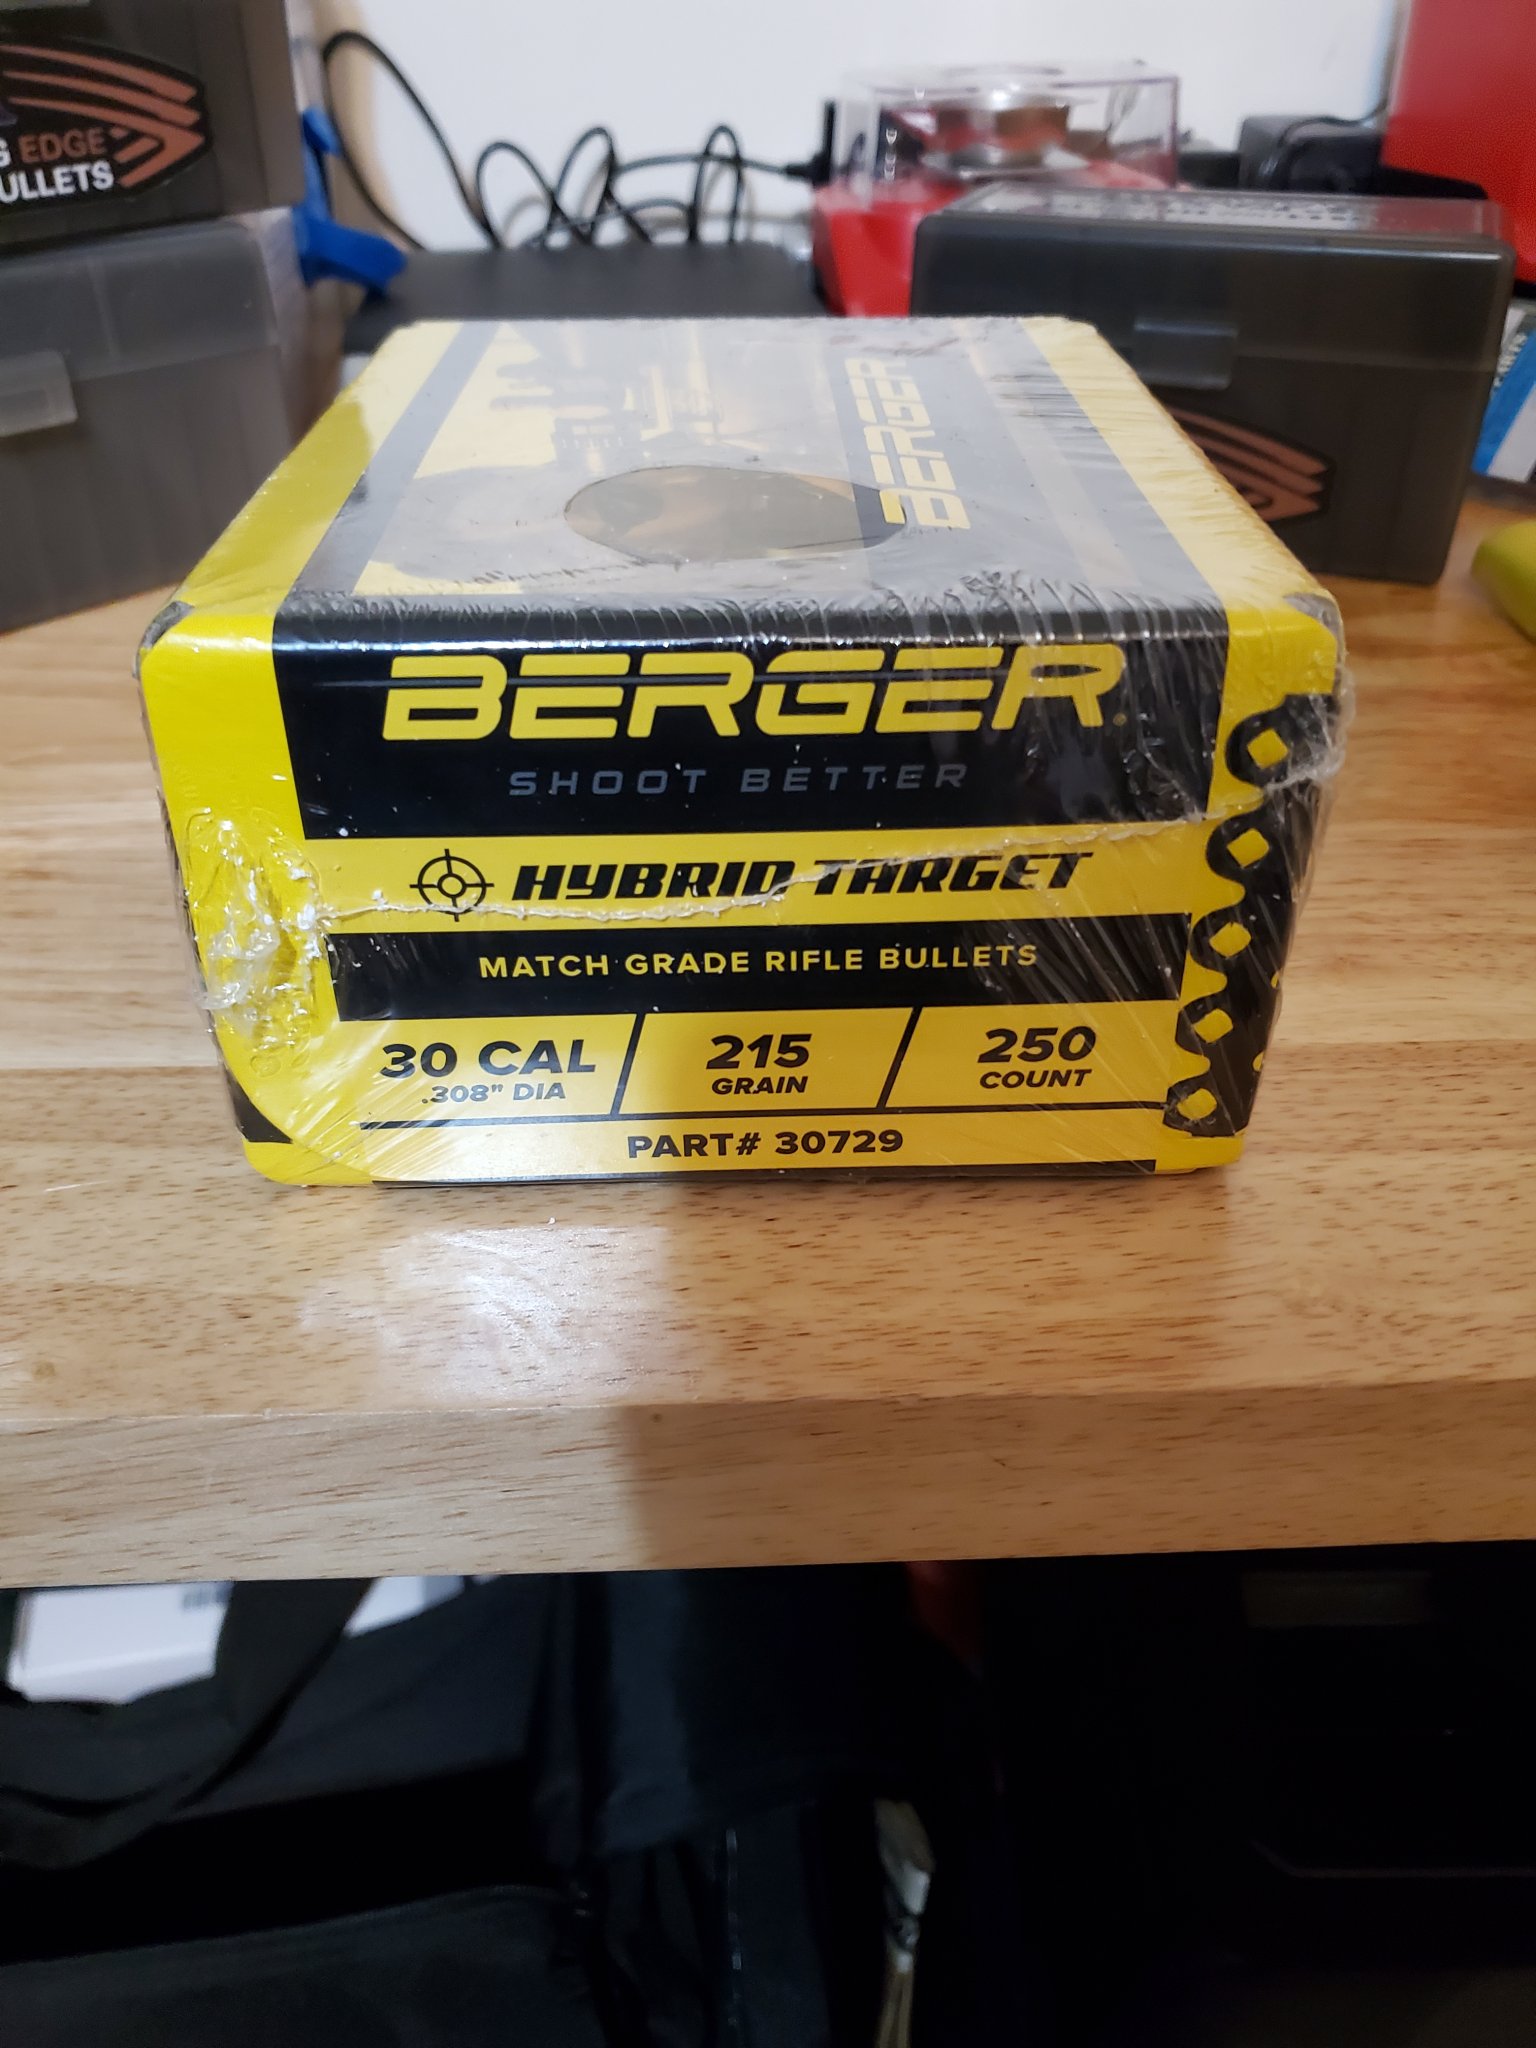 EDGE
BULLETS
BERGER
BERGER
SHOOT BETTER
HYBRID TARGET
MATCH GRADE RIFLE BULLETS
30 CAL
.308" DIA
215
GRAIN
250
COUNT
PART# 30729